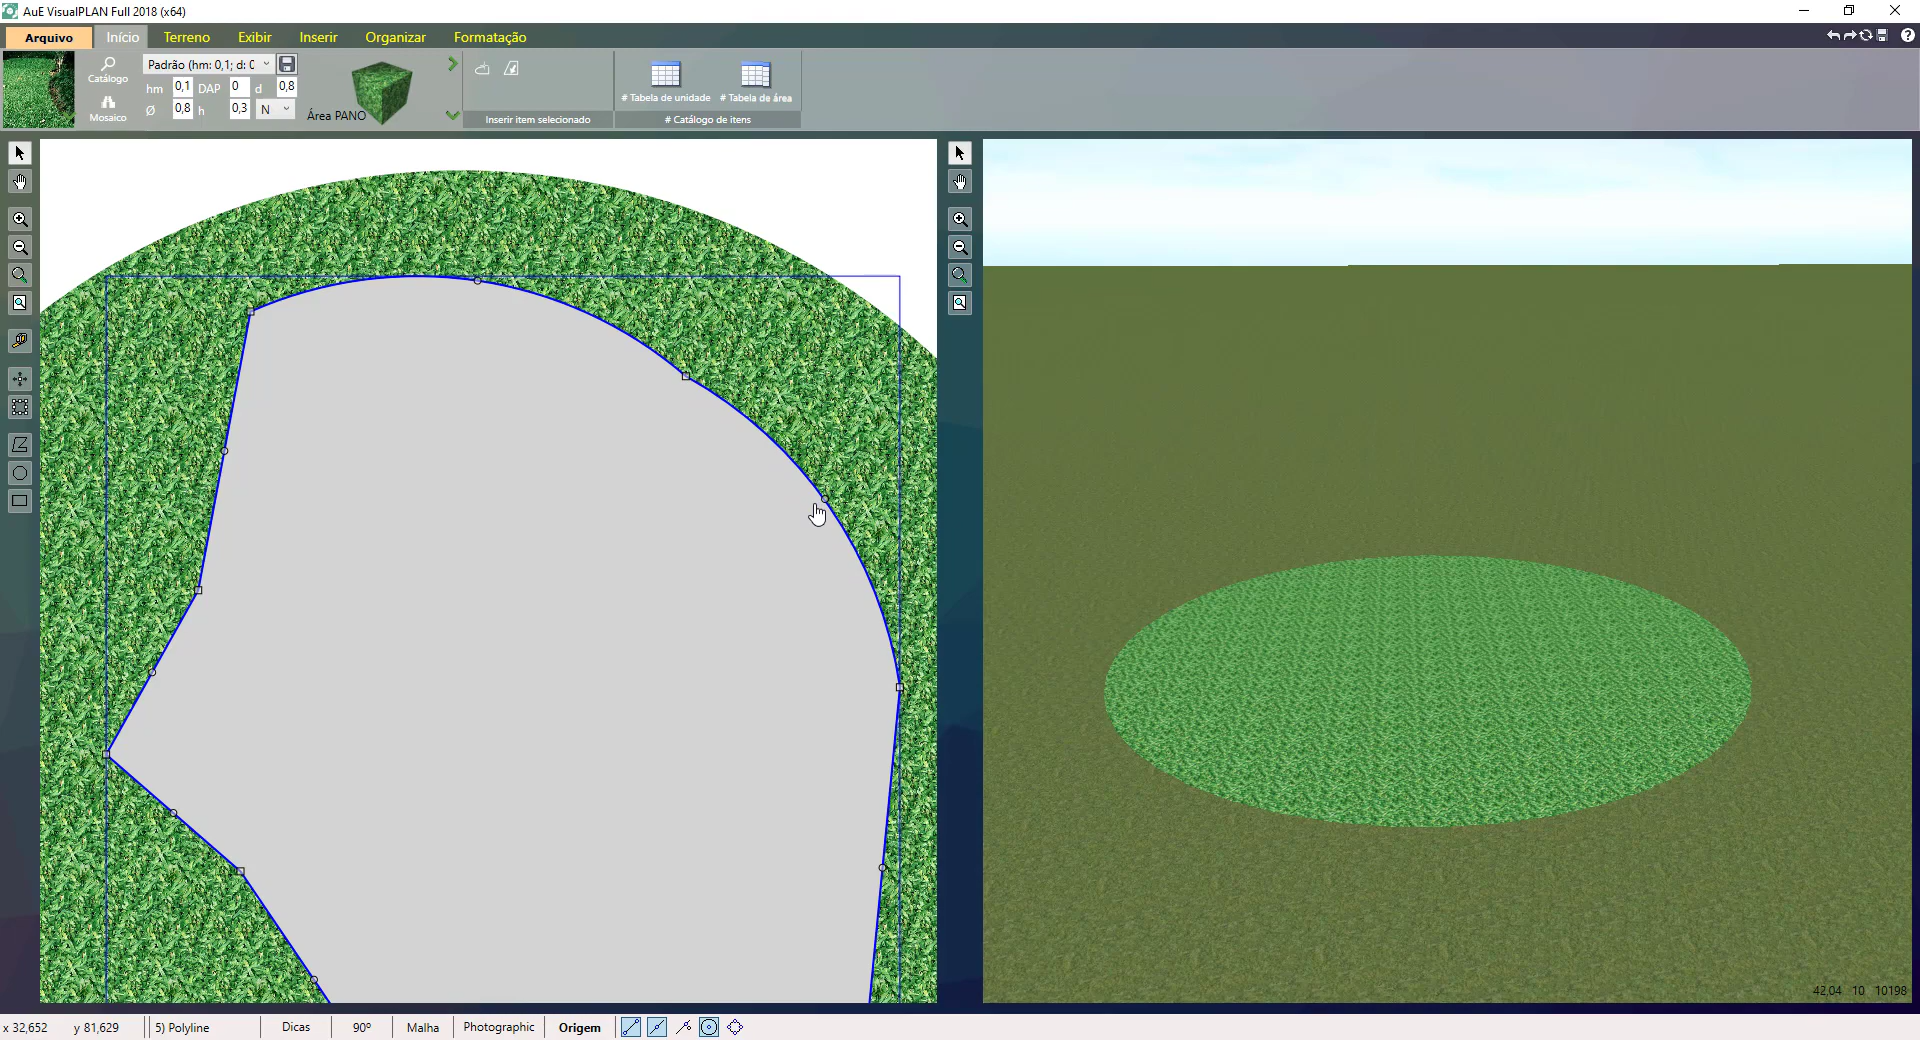 AuE VisualPLAN Full 2018 (x64)
Arquivo Início Terreno Exibir Inserir Organizar Formatação
Catálogo
Mosaico
Padrão (hm: 0,1; d: 0
hm 0,1 DAP 0 d 0,8
Ø 0,8 h 0,3 N
Área PANO
Inserir item selecionado
# Tabela de unidade # Tabela de área
# Catálogo de itens
42,04 10 10198
x 32,652 y 81,629 5) Polyline Dicas 90º Malha Photographic Origem